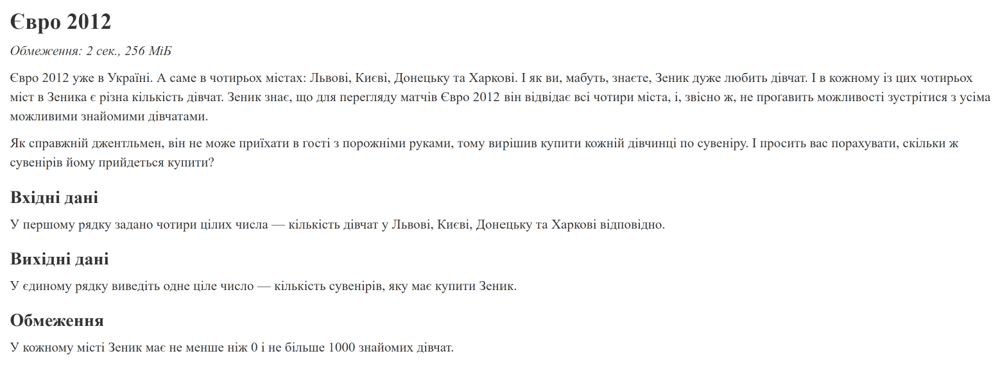 Євро 2012
Обмеження: 2 сек., 256 МіБ
Євро 2012 уже в Україні. А саме в чотирьох містах: Львові, Києві, Донецьку та Харкові. І як ви, мабуть, знаєте, Зеник дуже любить дівчат. І в кожному із цих чотирьох
міст в Зеника є різна кількість дівчат. Зеник знає, що для перегляду матчів Євро 2012 він відвідає всі чотири міста, і, звісно ж, не проґавить можливості зустрітися з усіма
можливими знайомими дівчатами.
Як справжній джентльмен, він не може приїхати в гості з порожніми руками, тому вирішив купити кожній дівчинці по сувеніру. І просить вас порахувати, скільки ж
сувенірів йому прийдеться купити?
Вхідні дані
У першому рядку задано чотири цілих числа — кількість дівчат у Львові, Києві, Донецьку та Харкові відповідно.
Вихідні дані
У єдиному рядку виведіть одне ціле число — кількість сувенірів, яку має купити Зеник.
Обмеження
У кожному місті Зеник має не менше ніж 0 і не більше 1000 знайомих дівчат.